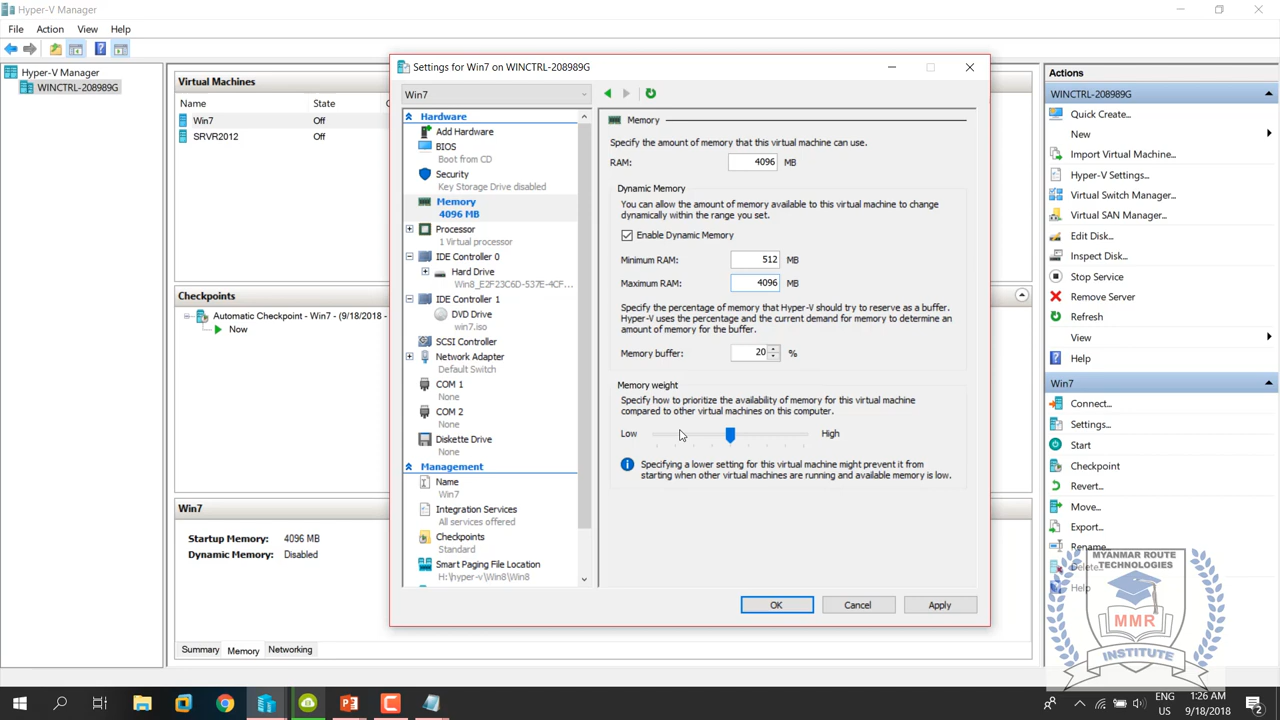 Hyper-V Manager
File Action View Help
Hyper-V Manager
WINCTRL-208989G
Virtual Machines
Name State
Win7 Off
SRVR2012 Off
Checkpoints
Automatic Checkpoint - Win7 - (9/18/2018 -
Now
Win7
Startup Memory: 4096 MB
Dynamic Memory: Disabled
Summary Memory Networking
Settings for Win7 on WINCTRL-208989G
Win7
Hardware
Add Hardware
BIOS
Boot from CD
Security
Key Storage Drive disabled
Memory
4096 MB
Processor
1 Virtual processor
IDE Controller 0
Hard Drive
Win8_E2F23C6D-537E-4CF...
IDE Controller 1
DVD Drive
win7.iso
SCSI Controller
Network Adapter
Default Switch
COM 1
None
COM 2
None
Diskette Drive
None
Management
Name
Win7
Integration Services
All services offered
Checkpoints
Standard
Smart Paging File Location
H:\hyper-v\Win8\Win8
Memory
Specify the amount of memory that this virtual machine can use.
RAM: 4096 MB
Dynamic Memory
You can allow the amount of memory available to this virtual machine to change
dynamically within the range you set.
Enable Dynamic Memory
Minimum RAM: 512 MB
Maximum RAM: 4096 MB
Specify the percentage of memory that Hyper-V should try to reserve as a buffer.
Hyper-V uses the percentage and the current demand for memory to determine an
amount of memory for the buffer.
Memory buffer: 20 %
Memory weight
Specify how to prioritize the availability of memory for this virtual machine
compared to other virtual machines on this computer.
Low High
Specifying a lower setting for this virtual machine might prevent it from
starting when other virtual machines are running and available memory is low.
OK Cancel Apply
Actions
WINCTRL-208989G
Quick Create...
New
Import Virtual Machine...
Hyper-V Settings...
Virtual Switch Manager...
Virtual SAN Manager...
Edit Disk...
Inspect Disk...
Stop Service
Remove Server
Refresh
View
Help
Win7
Connect...
Settings...
Start
Checkpoint
Revert...
Move...
Export...
Rename...
Delete...
Help
MYANMAR ROUTE
TECHNOLOGIES
MMR
INSTITUTE
ENG 1:26 AM
US 9/18/2018
2